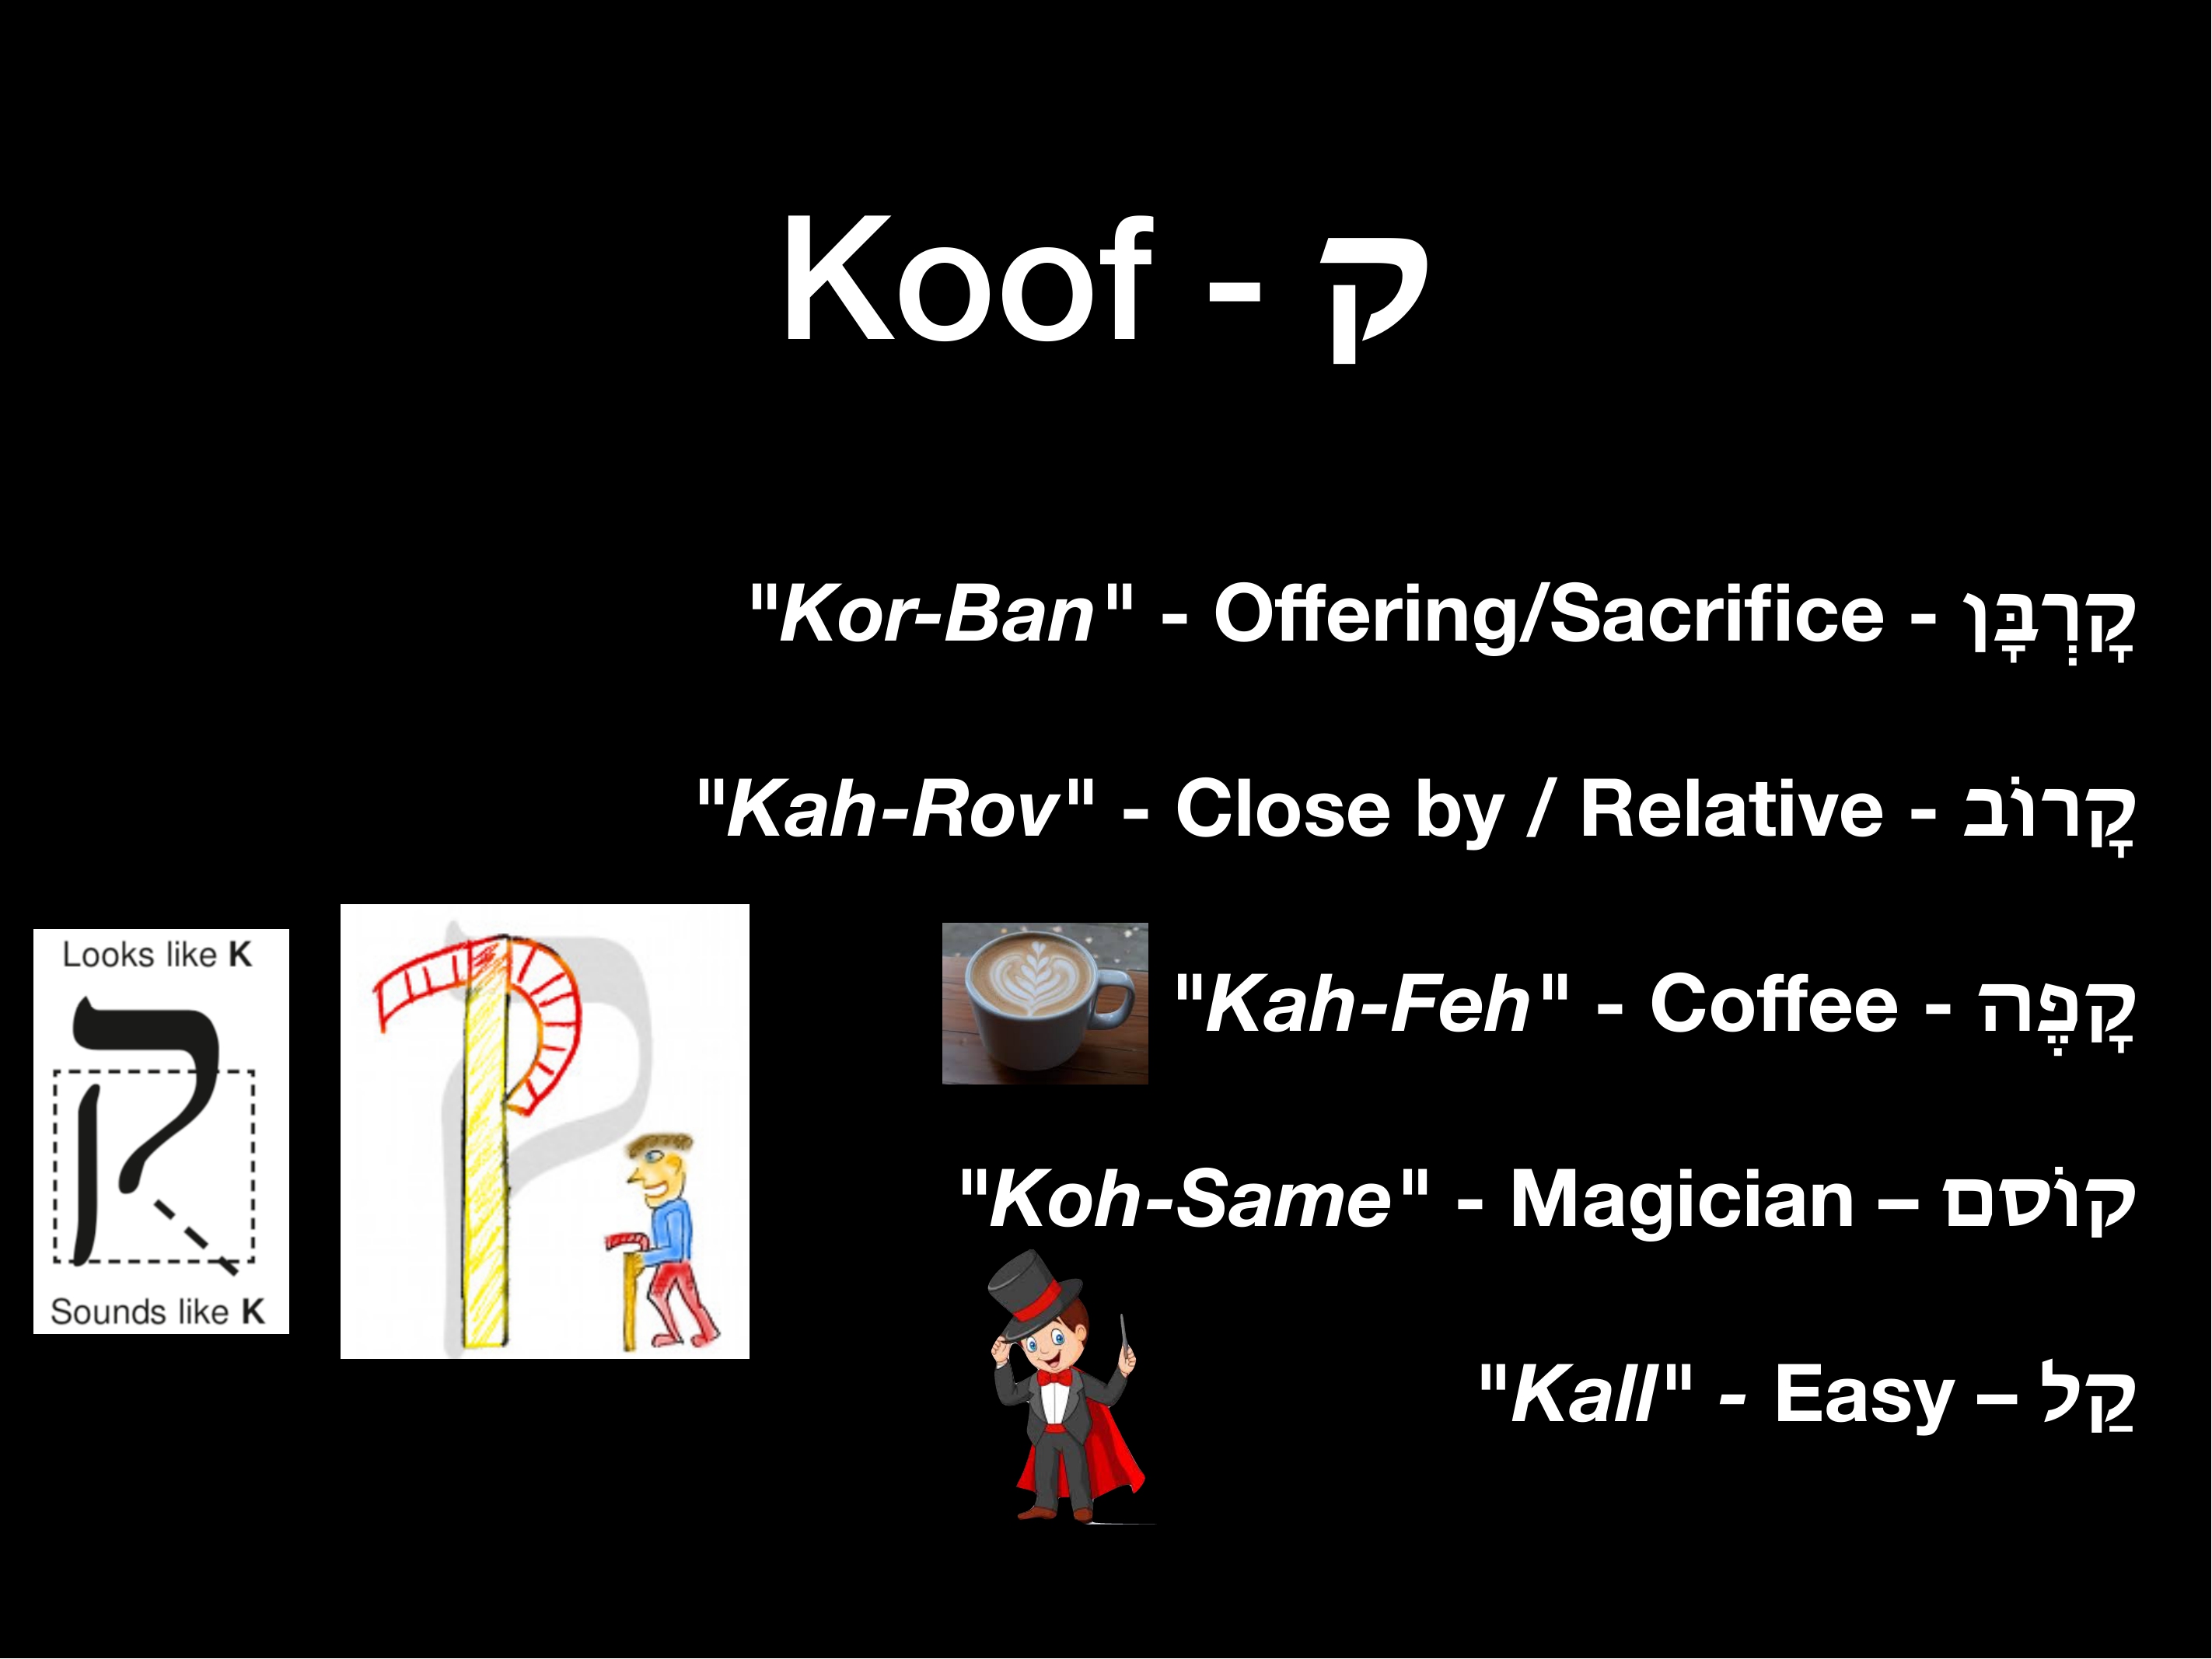 Koof - ק
"Kor-Ban" - Offering/Sacrifice - קָרְבָּן
"Kah-Rov" - Close by / Relative - קָרוֹב
"Kah-Feh" - Coffee - קָפֶה
"Koh-Same" - Magician – קוֹסם
"Kall" - Easy – קַל
Looks like K
ק
Sounds like K